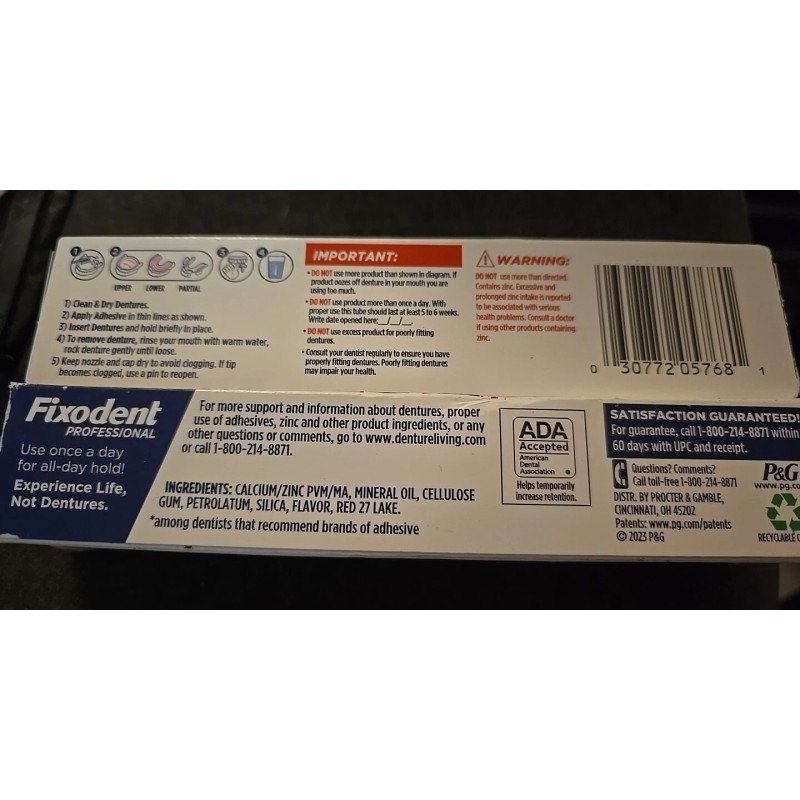 1 2 3 4
UPPER LOWER PARTIAL
1) Clean & Dry Dentures.
2) Apply Adhesive in thin lines as shown.
3) Insert Dentures and hold briefly in place.
4) To remove denture, rinse your mouth with warm water,
rock denture gently until loose.
5) Keep nozzle and cap dry to avoid clogging. If tip
becomes clogged, use a pin to reopen.
IMPORTANT:
• DO NOT use more product than shown in diagram. If
product oozes off denture in your mouth you are
using too much.
• DO NOT use product more than once a day. With
proper use this tube should last at least 5 to 6 weeks.
Write date opened here:__/__/__.
• DO NOT use excess product for poorly fitting
dentures.
• Consult your dentist regularly to ensure you have
properly fitting dentures. Poorly fitting dentures
may impair your health.
WARNING:
DO NOT use more than directed.
Contains zinc. Excessive and
prolonged zinc intake is reported
to be associated with serious
health problems. Consult a doctor
if using other products containing
zinc.
0 30772 05768 1
Fixodent
PROFESSIONAL
Use once a day
for all-day hold!
Experience Life,
Not Dentures.
For more support and information about dentures, proper
use of adhesives, zinc and other product ingredients, or any
other questions or comments, go to www.dentureliving.com
or call 1-800-214-8871.
INGREDIENTS: CALCIUM/ZINC PVM/MA, MINERAL OIL, CELLULOSE
GUM, PETROLATUM, SILICA, FLAVOR, RED 27 LAKE.
*among dentists that recommend brands of adhesive
ADA
Accepted
American
Dental
Association ®
Helps temporarily
increase retention.
SATISFACTION GUARANTEED!
For guarantee, call 1-800-214-8871 within
60 days with UPC and receipt.
Questions? Comments?
Call toll-free 1-800-214-8871
DISTR. BY PROCTER & GAMBLE,
CINCINNATI, OH 45202
Patents: www.pg.com/patents
© 2023 P&G
P&G
www.pg.co
RECYCLABLE C